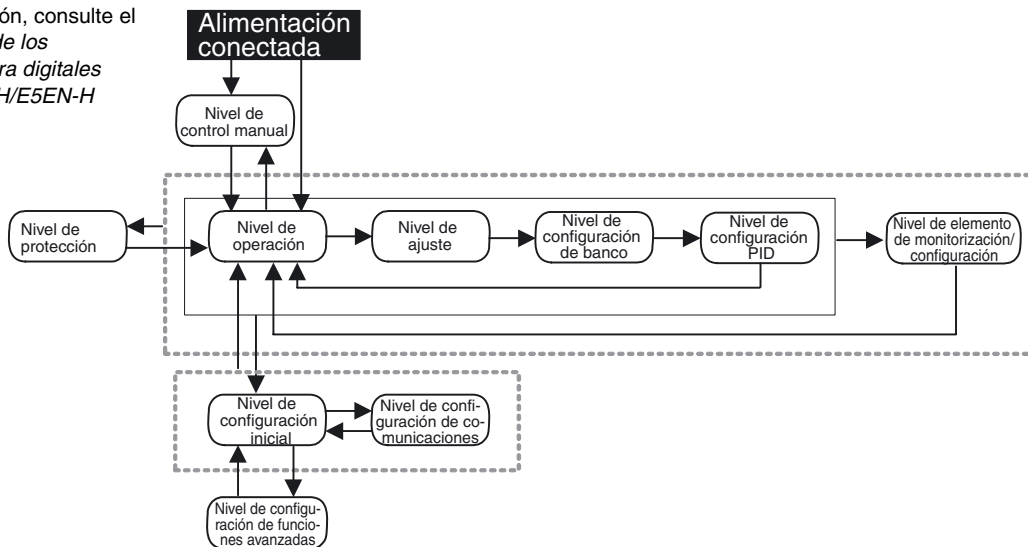 ón, consulte el
de los
ra digitales
H/E5EN-H
Alimentación
conectada
Nivel de
control manual
Nivel de
protección
Nivel de
operación
Nivel de
ajuste
Nivel de
configuración
de banco
Nivel de
configuración
PID
Nivel de elemento
de monitorización/
configuración
Nivel de
configuración
inicial
Nivel de confi-
guración de co-
municaciones
Nivel de configu-
ración de funcio-
nes avanzadas